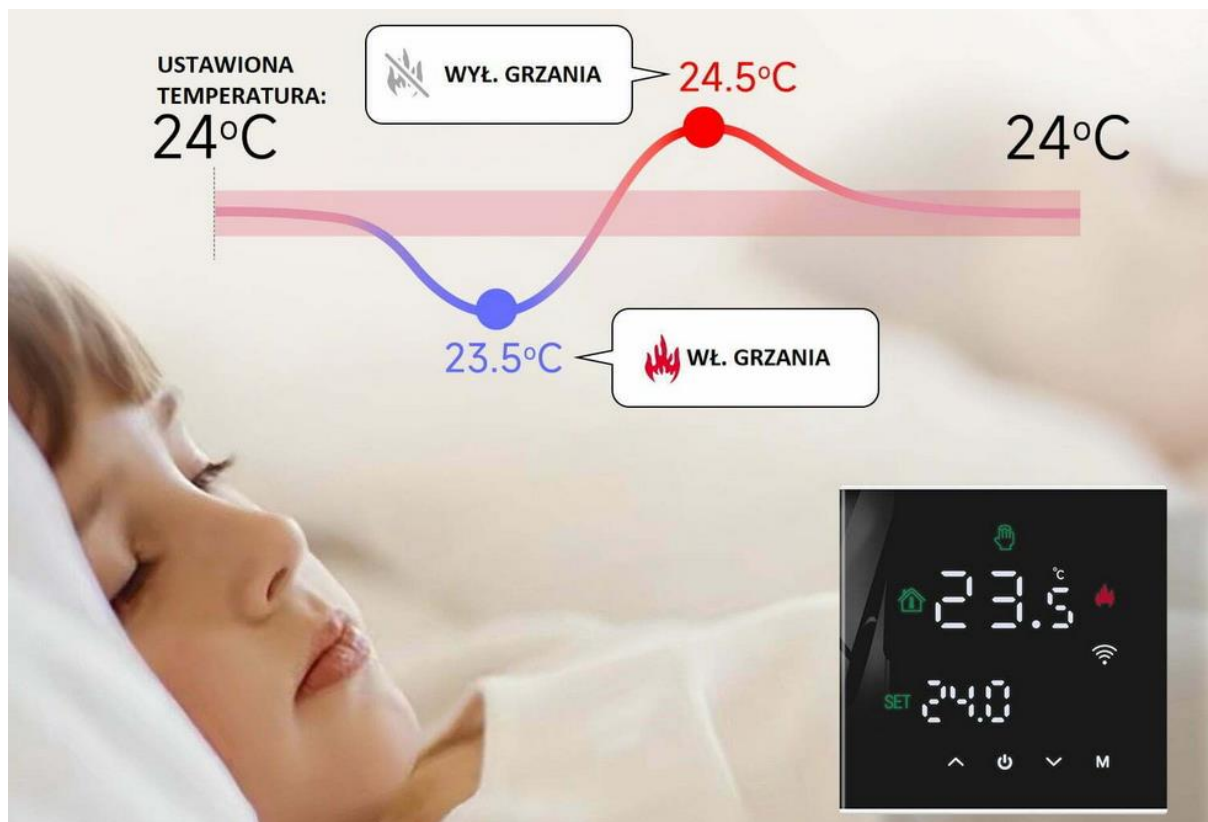 USTAWIONA
TEMPERATURA:
24°C
WYŁ. GRZANIA
24.5°C
24°C
23.5°C
WŁ. GRZANIA
23.5 °C
SET 24.0
M